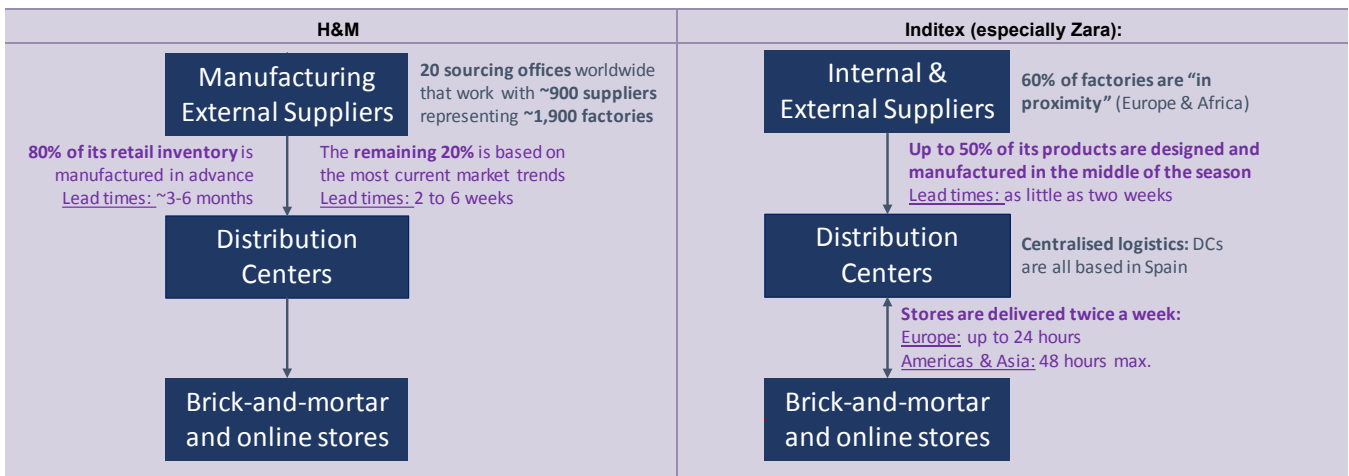 H&M
Manufacturing
External Suppliers
20 sourcing offices worldwide
that work with ~900 suppliers
representing ~1,900 factories
80% of its retail inventory is
manufactured in advance
Lead times: ~3-6 months
The remaining 20% is based on
the most current market trends
Lead times: 2 to 6 weeks
Distribution
Centers
Brick-and-mortar
and online stores
Inditex (especially Zara):
Internal &
External Suppliers
60% of factories are “in
proximity” (Europe & Africa)
Up to 50% of its products are designed and
manufactured in the middle of the season
Lead times: as little as two weeks
Distribution
Centers
Centralised logistics: DCs
are all based in Spain
Stores are delivered twice a week:
Europe: up to 24 hours
Americas & Asia: 48 hours max.
Brick-and-mortar
and online stores